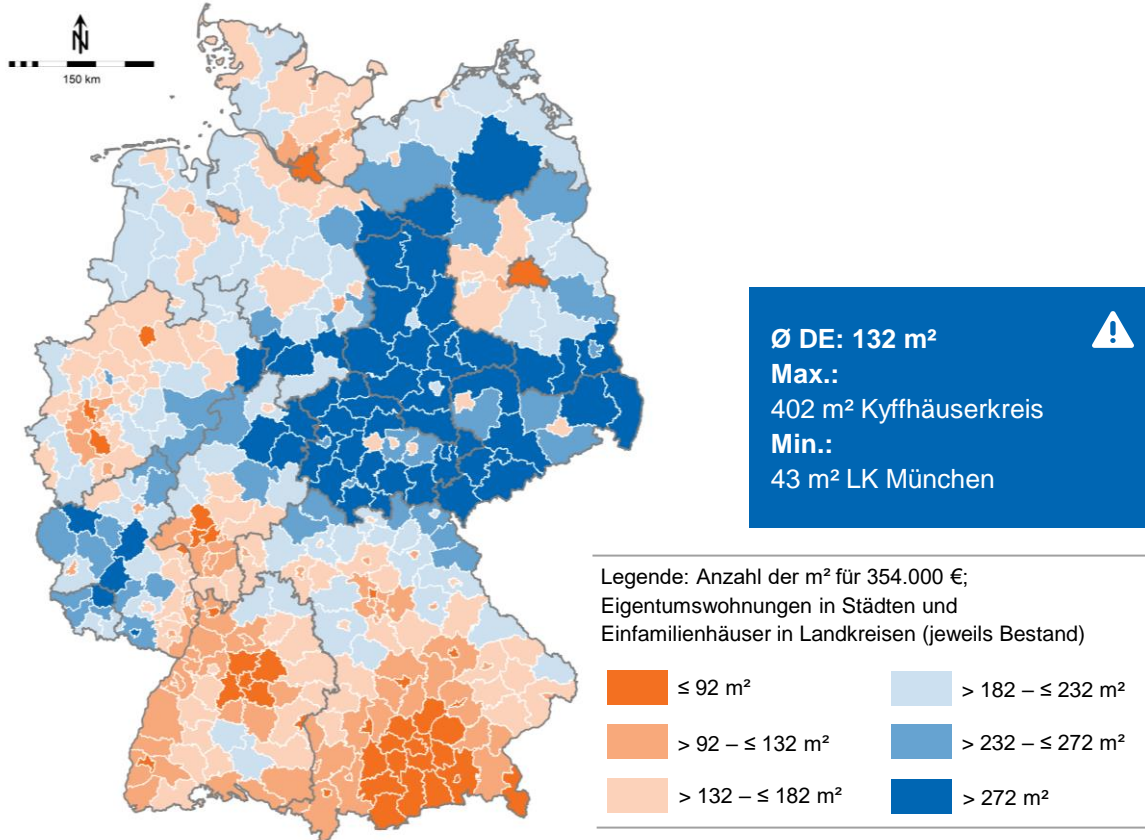 N
150 km
Ø DE: 132 m²
Max.:
402 m² Kyffhäuserkreis
Min.:
43 m² LK München
Legende: Anzahl der m² für 354.000 €;
Eigentumswohnungen in Städten und
Einfamilienhäuser in Landkreisen (jeweils Bestand)
≤ 92 m²
> 92 – ≤ 132 m²
> 132 – ≤ 182 m²
> 182 – ≤ 232 m²
> 232 – ≤ 272 m²
> 272 m²